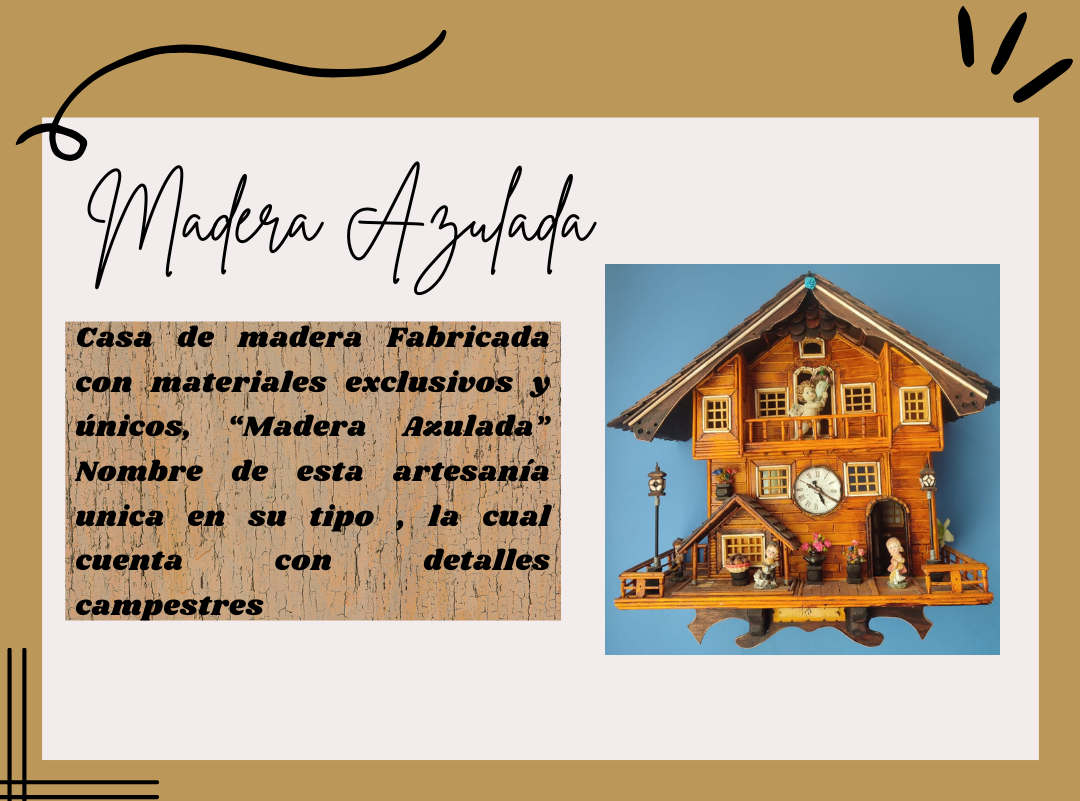 Madera Azulada
Casa de madera Fabricada
con materiales exclusivos y
únicos, “Madera Azulada”
Nombre de esta artesanía
unica en su tipo , la cual
cuenta con detalles
campestres